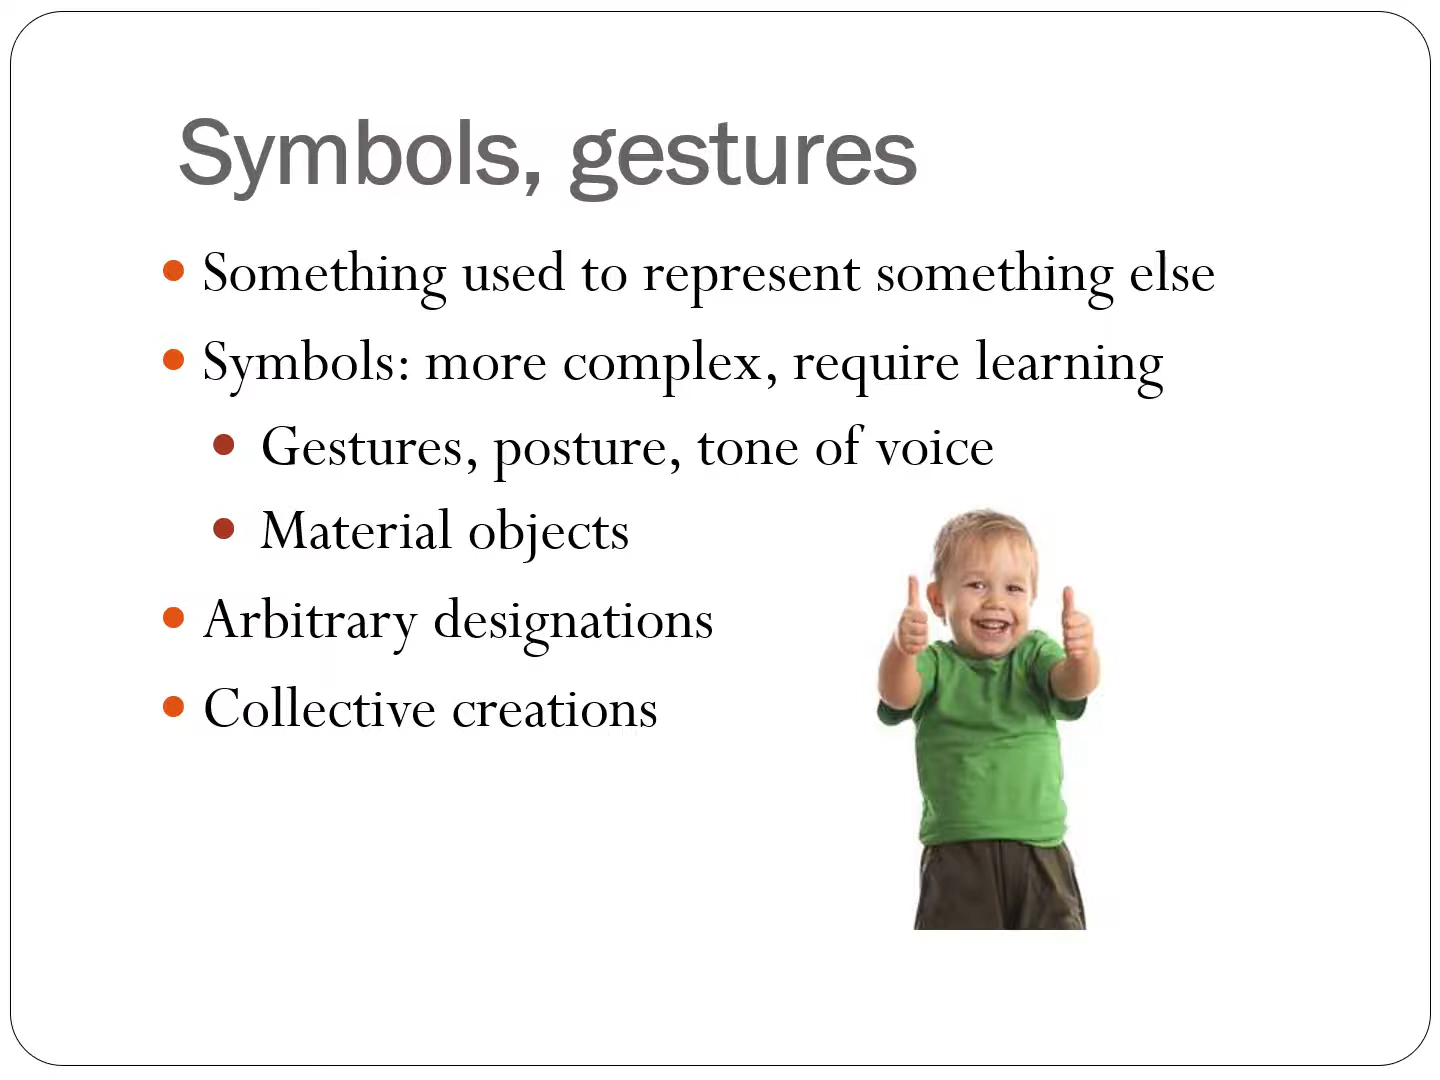 Symbols, gestures
Something used to represent something else
Symbols: more complex, require learning
Gestures, posture, tone of voice
Material objects
Arbitrary designations
Collective creations